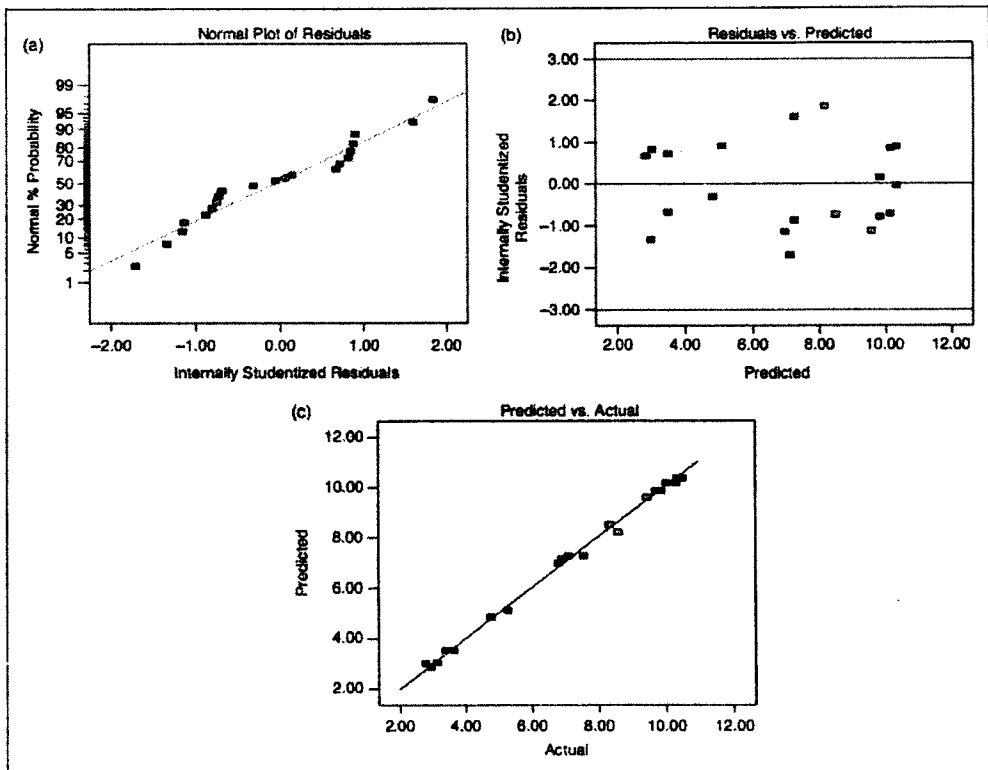 (a)
Normal Plot of Residuals
Normal % Probability
99
95
90
80
70
50
30
20
10
6
1
−2.00 −1.00 0.00 1.00 2.00
Internally Studentized Residuals
(b)
Residuals vs. Predicted
Internally Studentized
Residuals
3.00
2.00
1.00
0.00
−1.00
−2.00
−3.00
2.00 4.00 6.00 8.00 10.00 12.00
Predicted
(c)
Predicted vs. Actual
Predicted
12.00
10.00
8.00
6.00
4.00
2.00
2.00 4.00 6.00 8.00 10.00 12.00
Actual